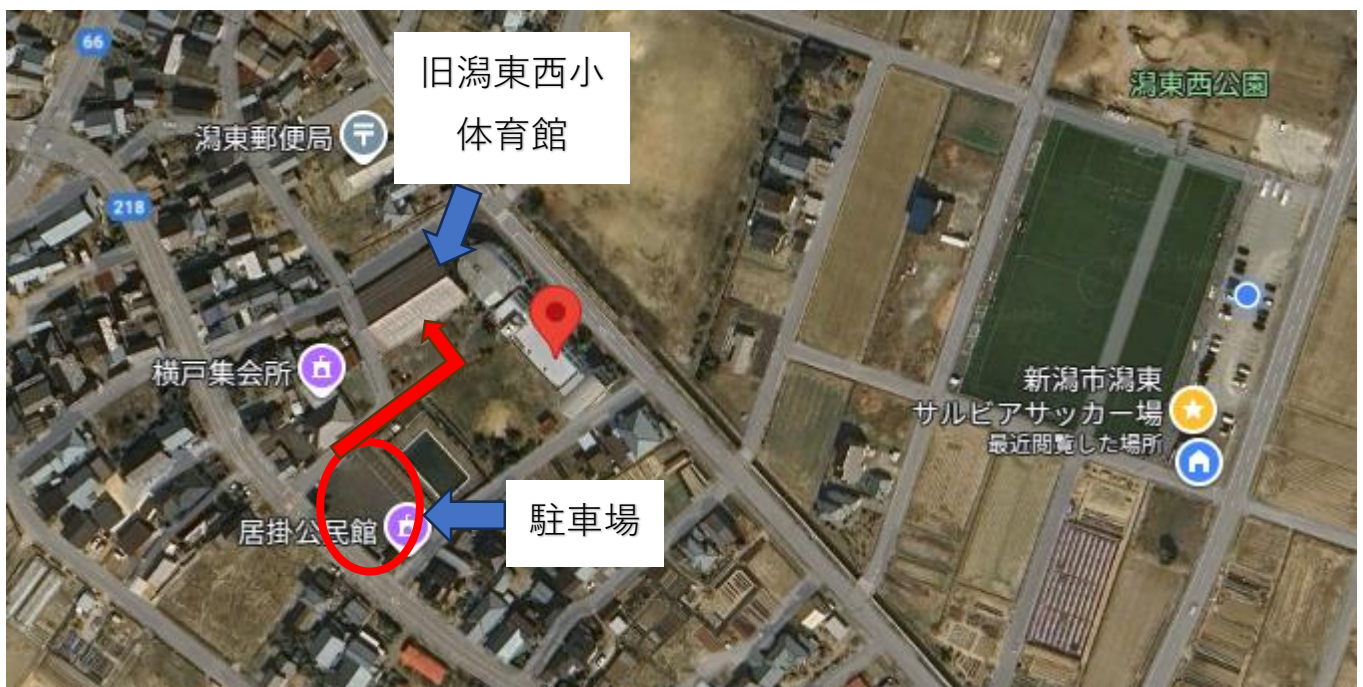 66
旧潟東西小
体育館
潟東西公園
潟東郵便局
218
横戸集会所
新潟市潟東
サルビアサッカー場
最近閲覧した場所
居掛公民館
駐車場